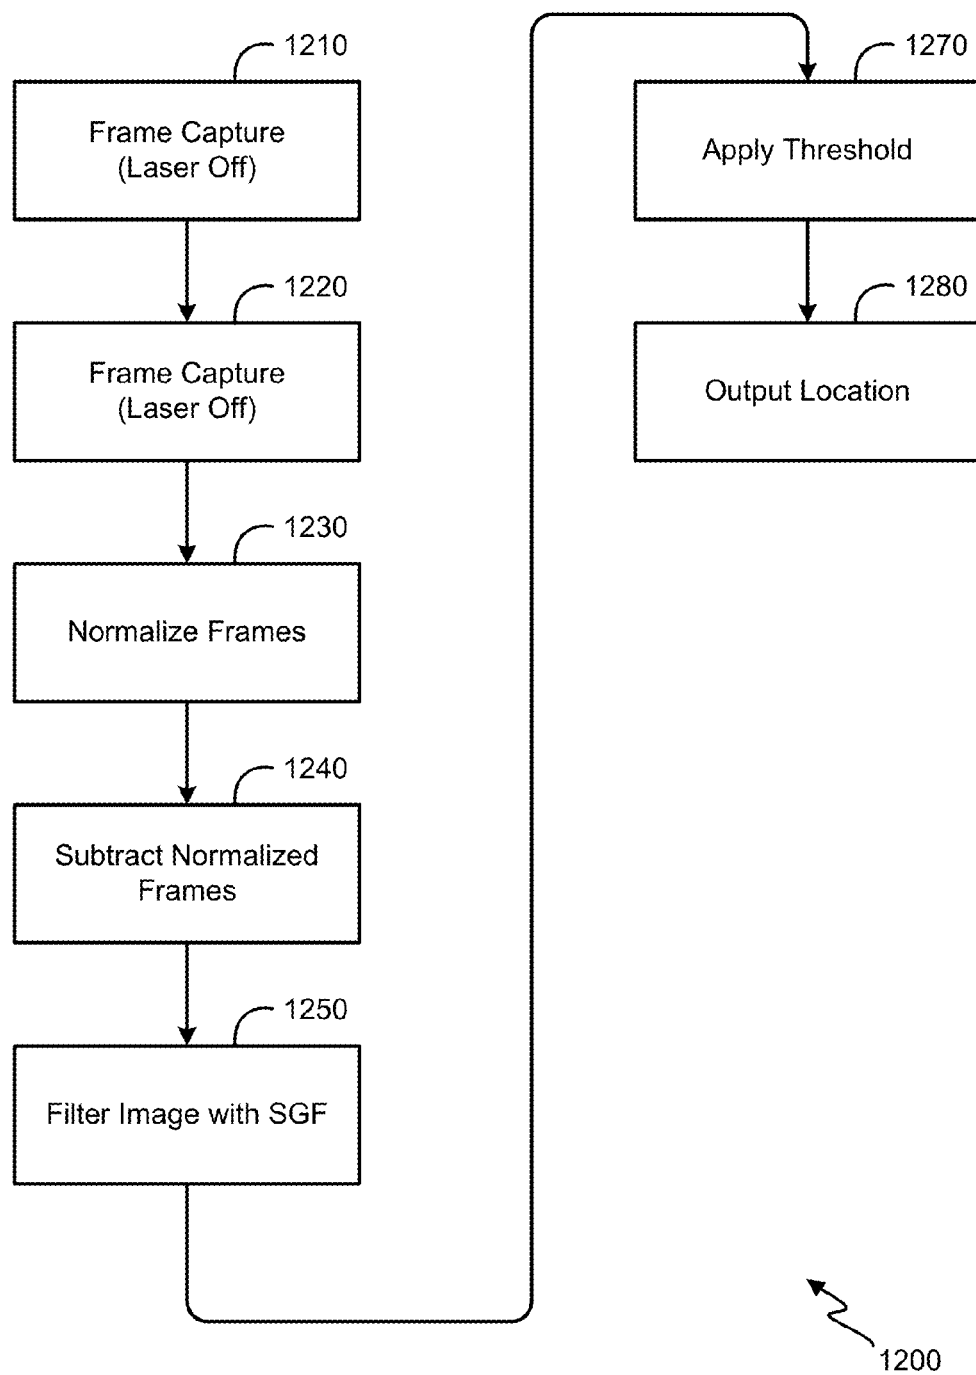 1210
Frame Capture
(Laser Off)
1220
Frame Capture
(Laser Off)
1230
Normalize Frames
1240
Subtract Normalized
Frames
1250
Filter Image with SGF
1270
Apply Threshold
1280
Output Location
1200